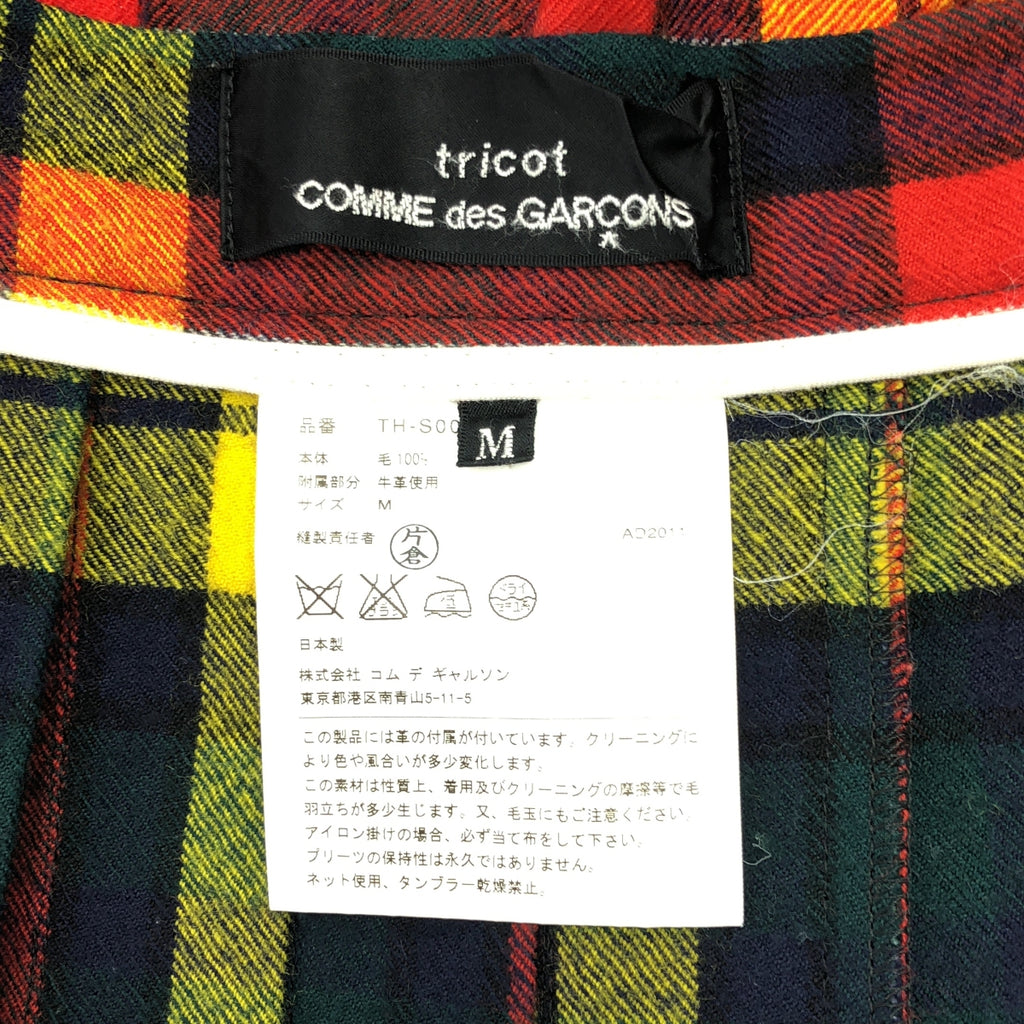 tricot
COMME des GARÇONS
M
品番 TH-S00
本体 毛100%
附属部分 牛革使用
サイズ M
縫製責任者 片倉 AD2011
ドライ
日本製
株式会社 コム デ ギャルソン
東京都港区南青山5-11-5
この製品には革の付属が付いています。クリーニングに
より色や風合いが多少変化します。
この素材は性質上、着用及びクリーニングの摩擦等で毛
羽立ちが多少生じます。又、毛玉にもご注意ください。
アイロン掛けの場合、必ず当て布をして下さい。
プリーツの保持性は永久ではありません。
ネット使用、タンブラー乾燥禁止。